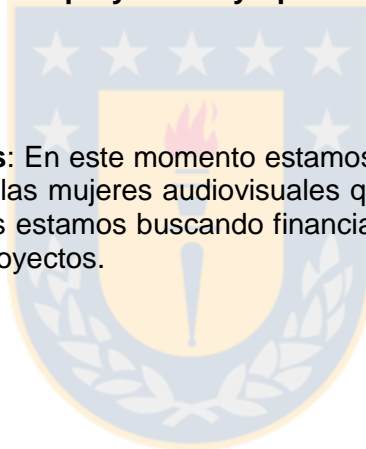 s: En este momento estamos
las mujeres audiovisuales q
s estamos buscando financia
oyectos.